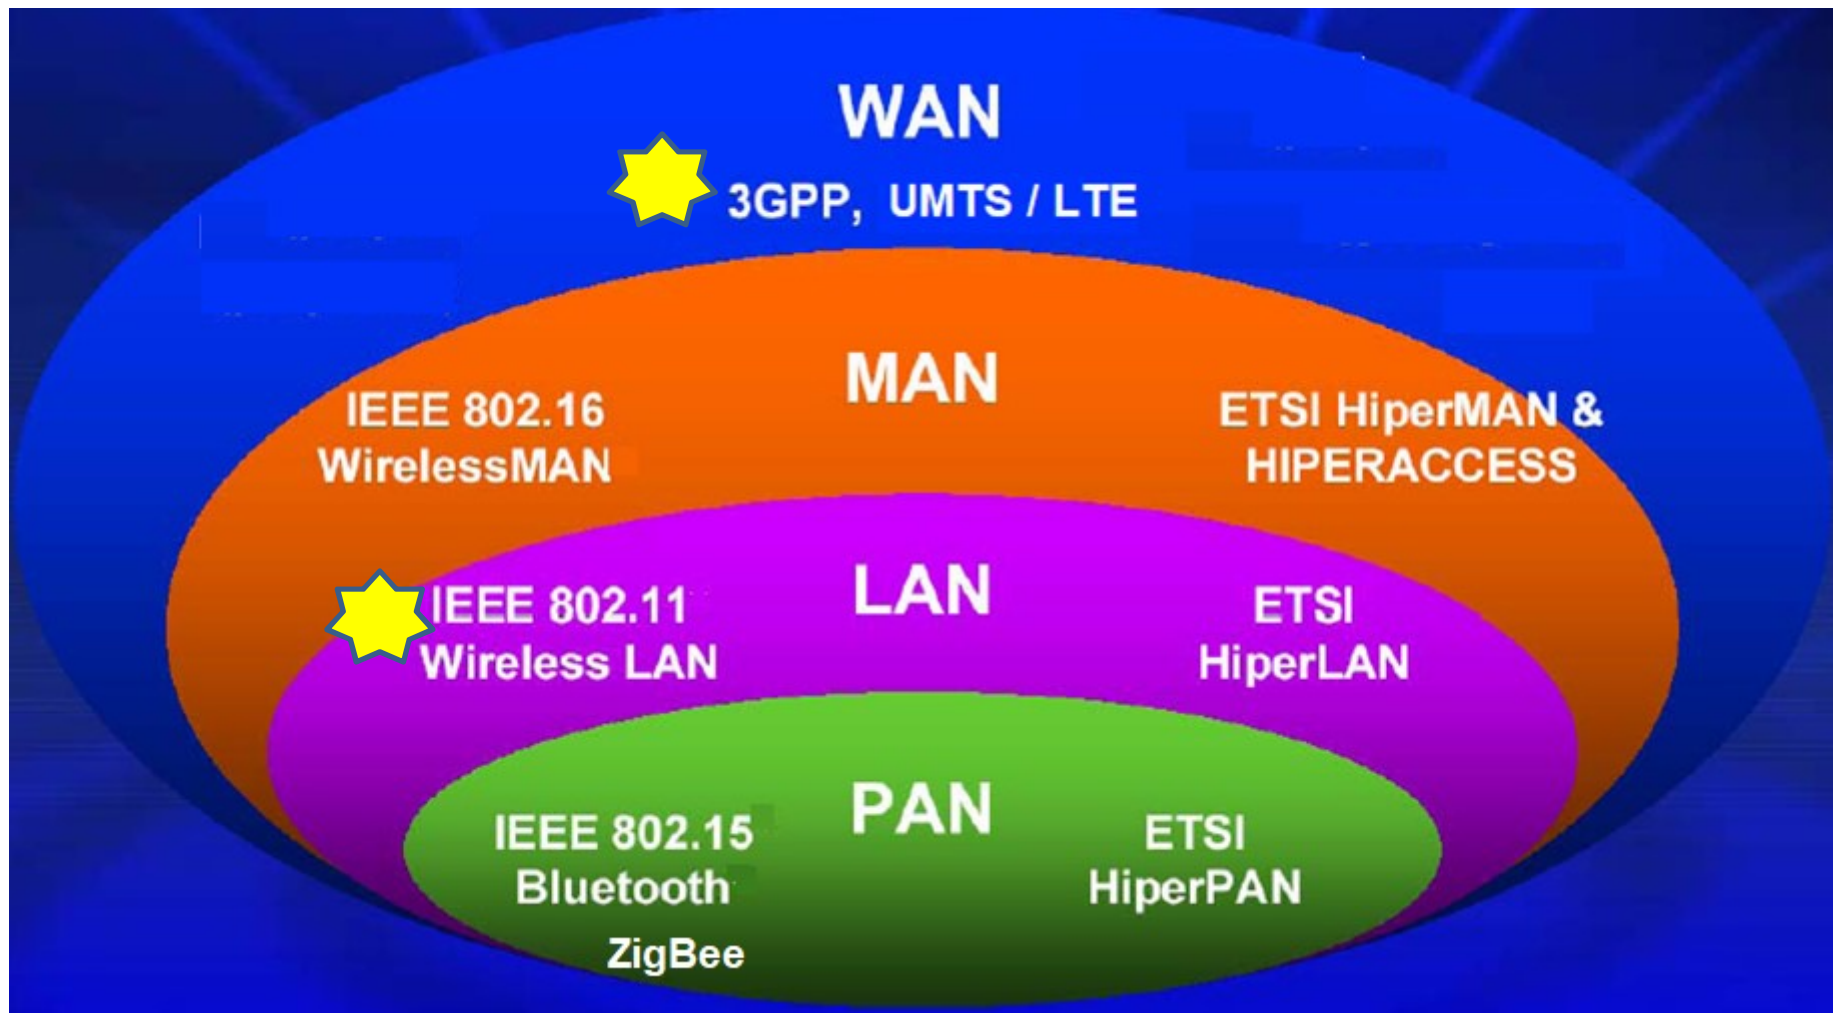 WAN
3GPP, UMTS / LTE
MAN
IEEE 802.16
WirelessMAN
ETSI HiperMAN &
HIPERACCESS
LAN
IEEE 802.11
Wireless LAN
ETSI
HiperLAN
PAN
IEEE 802.15
Bluetooth
ZigBee
ETSI
HiperPAN